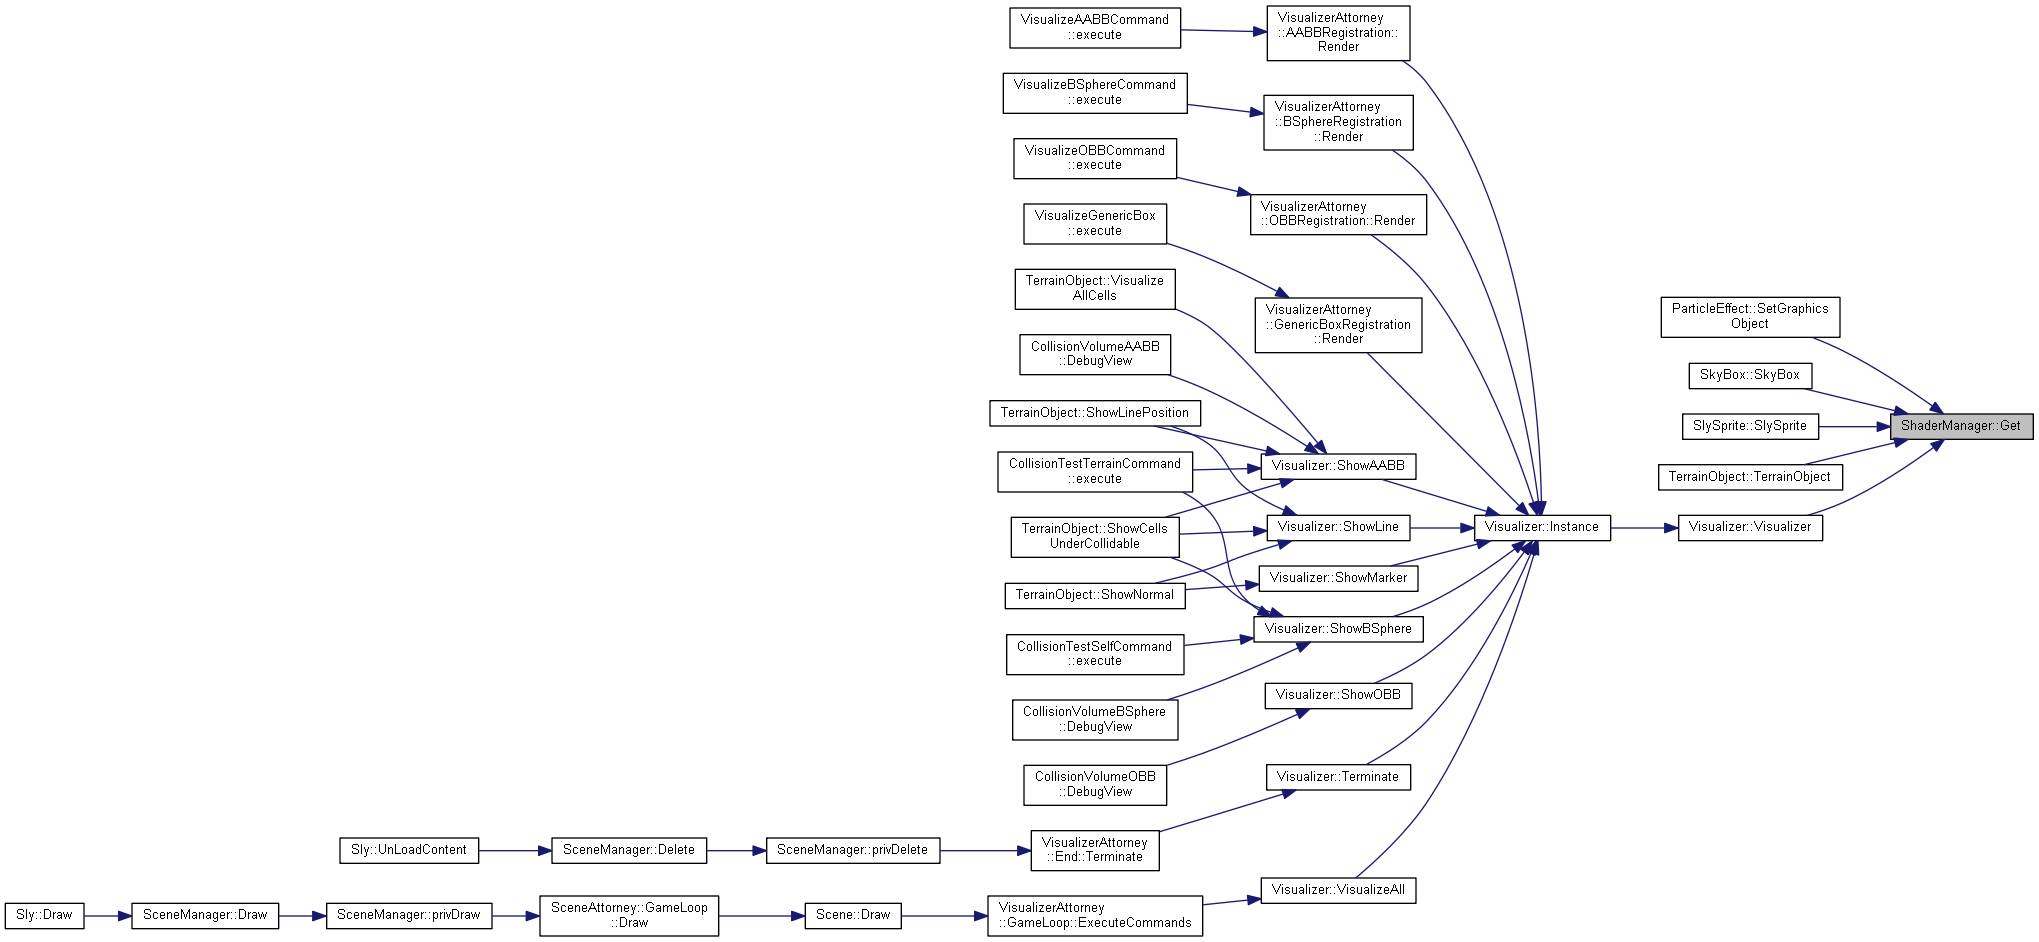 VisualizeAABBCommand
::execute
VisualizerAttorney
::AABBRegistration::
Render
VisualizeBSphereCommand
::execute
VisualizerAttorney
::BSphereRegistration
::Render
VisualizeOBBCommand
::execute
VisualizerAttorney
::OBBRegistration::Render
VisualizeGenericBox
::execute
TerrainObject::Visualize
AllCells
VisualizerAttorney
::GenericBoxRegistration
::Render
ParticleEffect::SetGraphics
Object
CollisionVolumeAABB
::DebugView
SkyBox::SkyBox
TerrainObject::ShowLinePosition
SlySprite::SlySprite
ShaderManager::Get
CollisionTestTerrainCommand
::execute
Visualizer::ShowAABB
TerrainObject::TerrainObject
TerrainObject::ShowCells
UnderCollidable
Visualizer::ShowLine
Visualizer::Instance
Visualizer::Visualizer
Visualizer::ShowMarker
TerrainObject::ShowNormal
Visualizer::ShowBSphere
CollisionTestSelfCommand
::execute
Visualizer::ShowOBB
CollisionVolumeBSphere
::DebugView
CollisionVolumeOBB
::DebugView
Visualizer::Terminate
Sly::UnLoadContent
SceneManager::Delete
SceneManager::privDelete
VisualizerAttorney
::End::Terminate
Visualizer::VisualizeAll
Sly::Draw
SceneManager::Draw
SceneManager::privDraw
SceneAttorney::GameLoop
::Draw
Scene::Draw
VisualizerAttorney
::GameLoop::ExecuteCommands